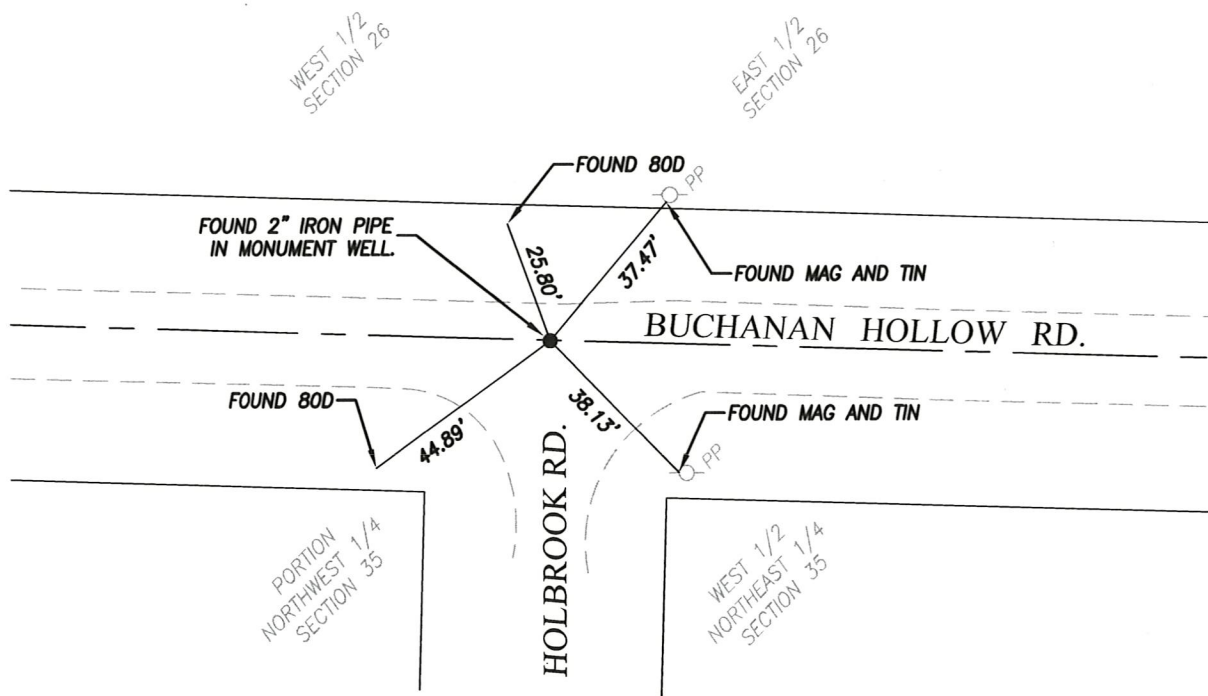 WEST 1/2
SECTION 26
EAST 1/2
SECTION 26
FOUND 80D
PP
FOUND 2" IRON PIPE
IN MONUMENT WELL.
25.80'
37.47'
FOUND MAG AND TIN
BUCHANAN HOLLOW RD.
FOUND 80D
44.89'
38.13'
FOUND MAG AND TIN
PP
HOLBROOK RD.
PORTION
NORTHWEST 1/4
SECTION 35
WEST 1/2
NORTHEAST 1/4
SECTION 35